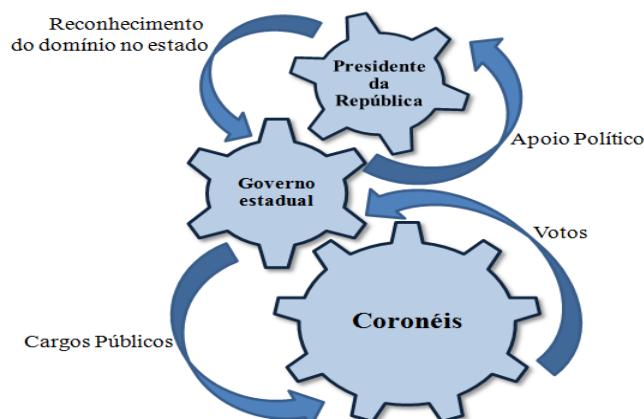 Reconhecimento
do domínio no estado
Presidente
da
República
Apoio Político
Governo
estadual
Votos
Coronéis
Cargos Públicos